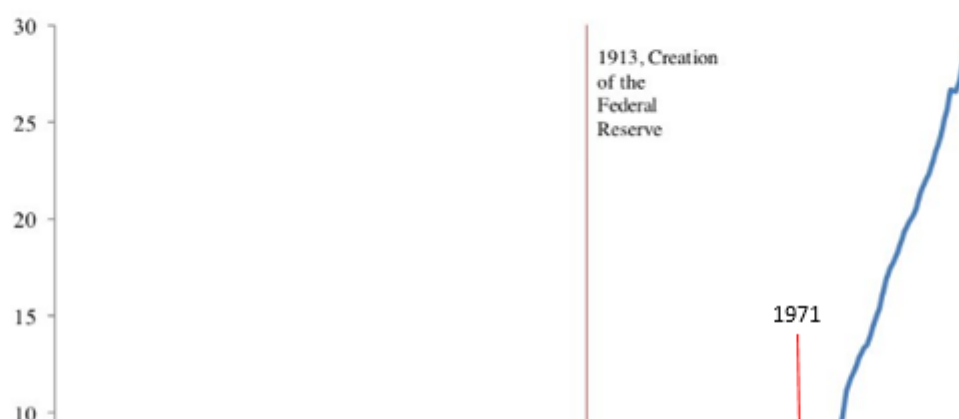 30
1913, Creation
of the
Federal
Reserve
25
20
15
1971
10